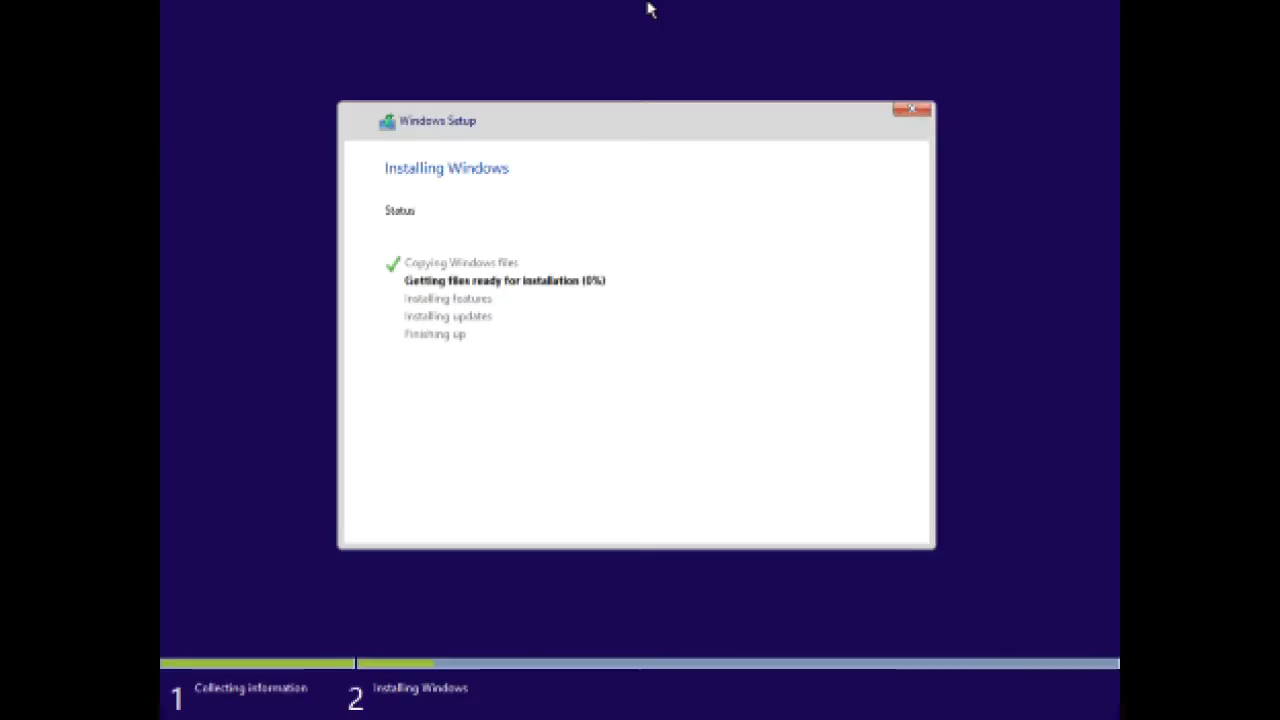 Windows Setup
Installing Windows
Status
Copying Windows files
Getting files ready for installation (0%)
Installing features
Installing updates
Finishing up
1 Collecting information
2 Installing Windows